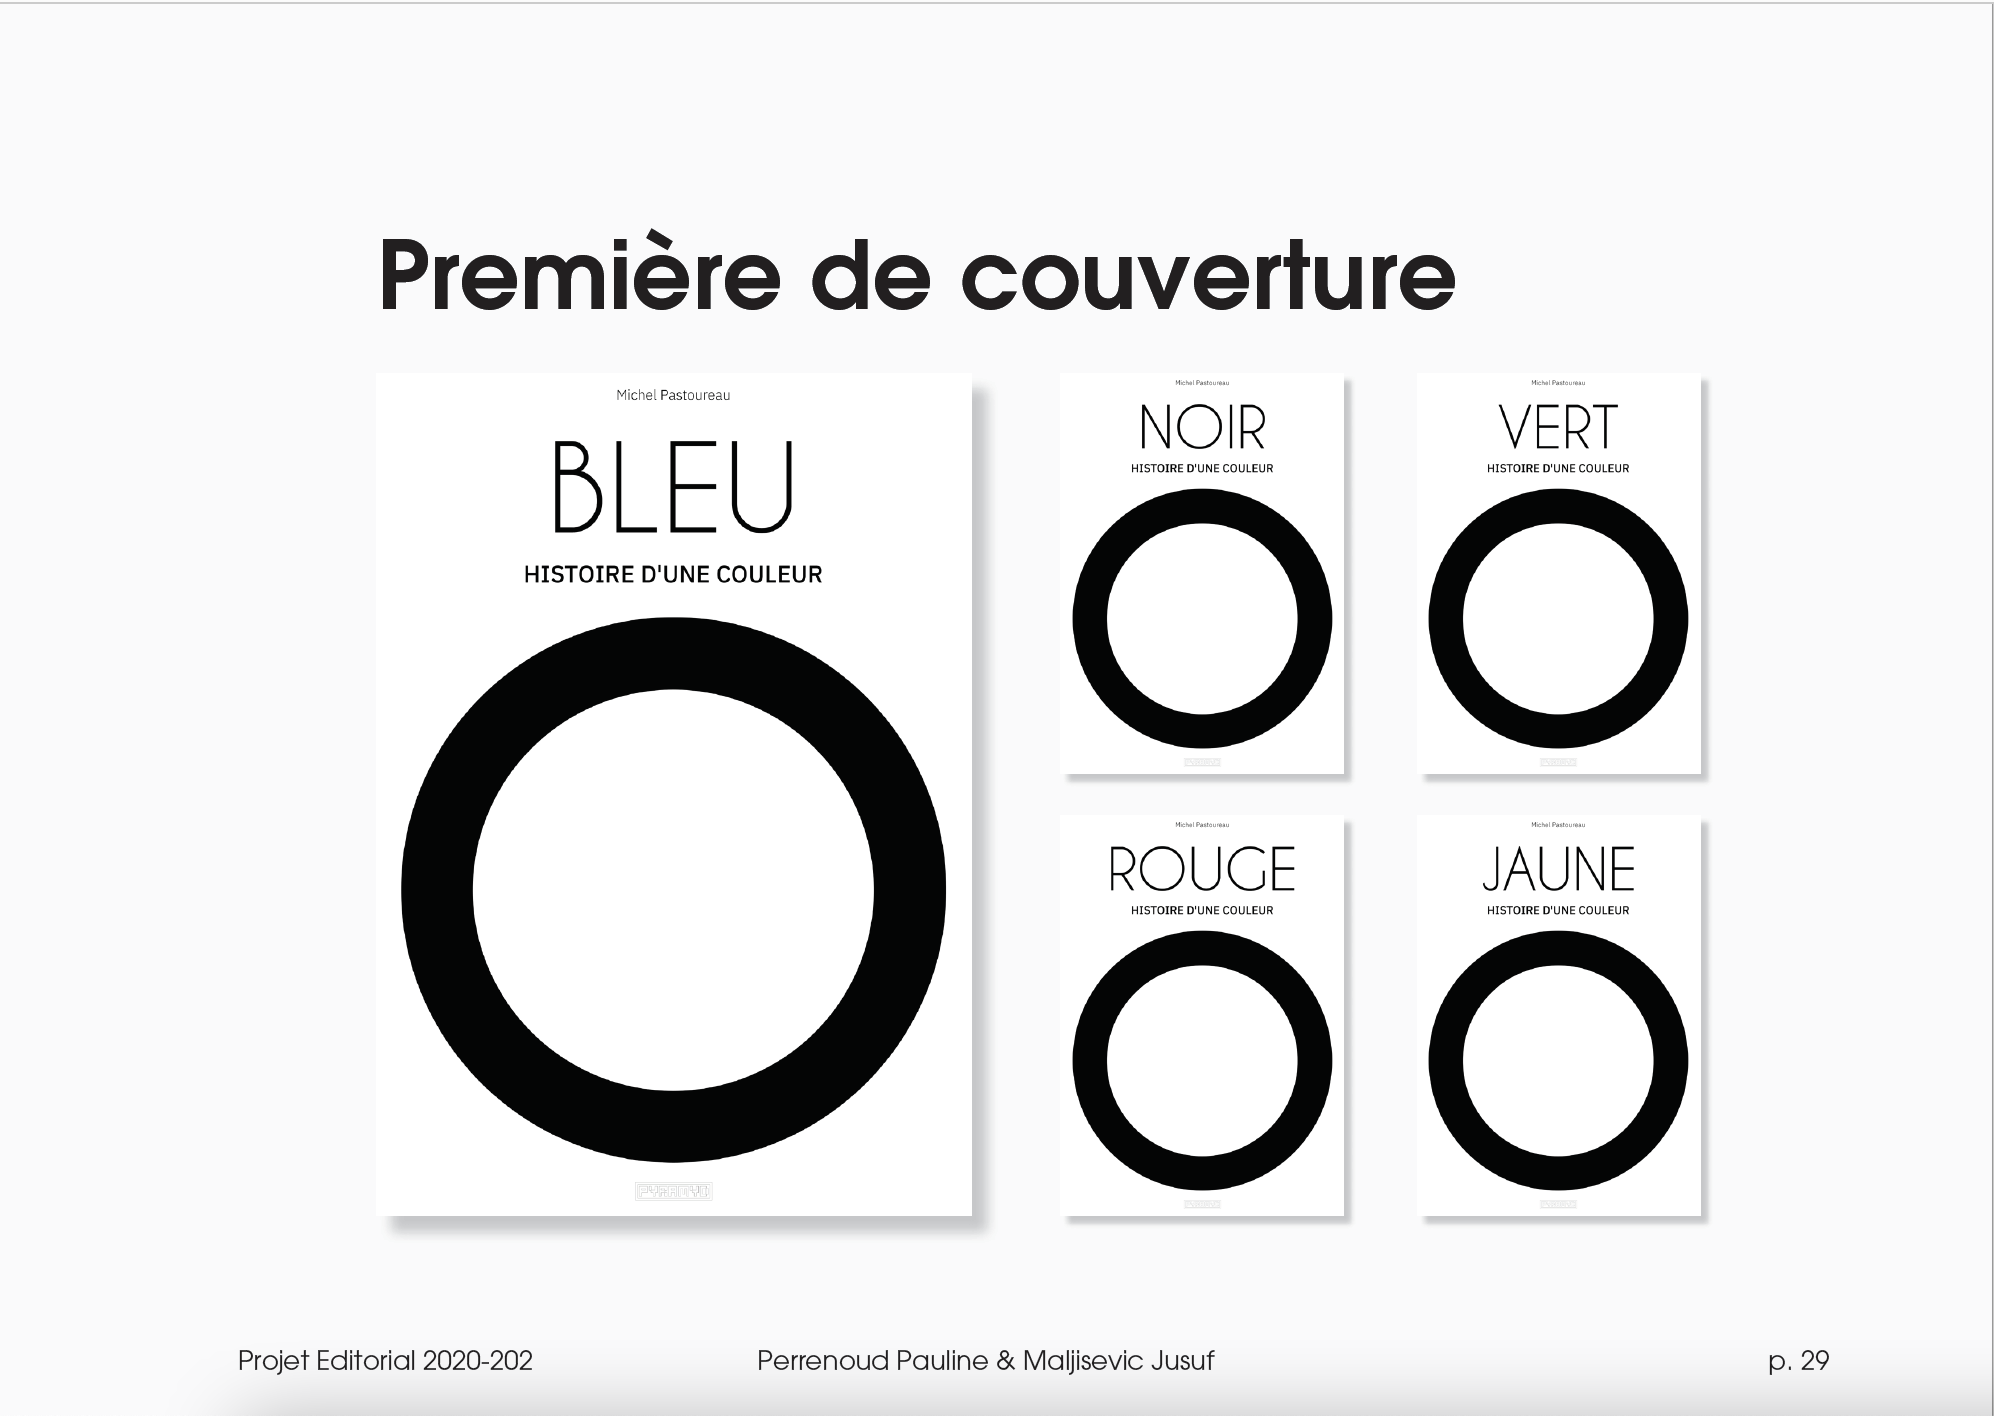 Première de couverture
Michel Pastoureau
BLEU
HISTOIRE D'UNE COULEUR
PYRAMYD
Michel Pastoureau
NOIR
HISTOIRE D'UNE COULEUR
Michel Pastoureau
VERT
HISTOIRE D'UNE COULEUR
Michel Pastoureau
ROUGE
HISTOIRE D'UNE COULEUR
Michel Pastoureau
JAUNE
HISTOIRE D'UNE COULEUR
Projet Editorial 2020-202
Perrenoud Pauline & Maljisevic Jusuf
p. 29